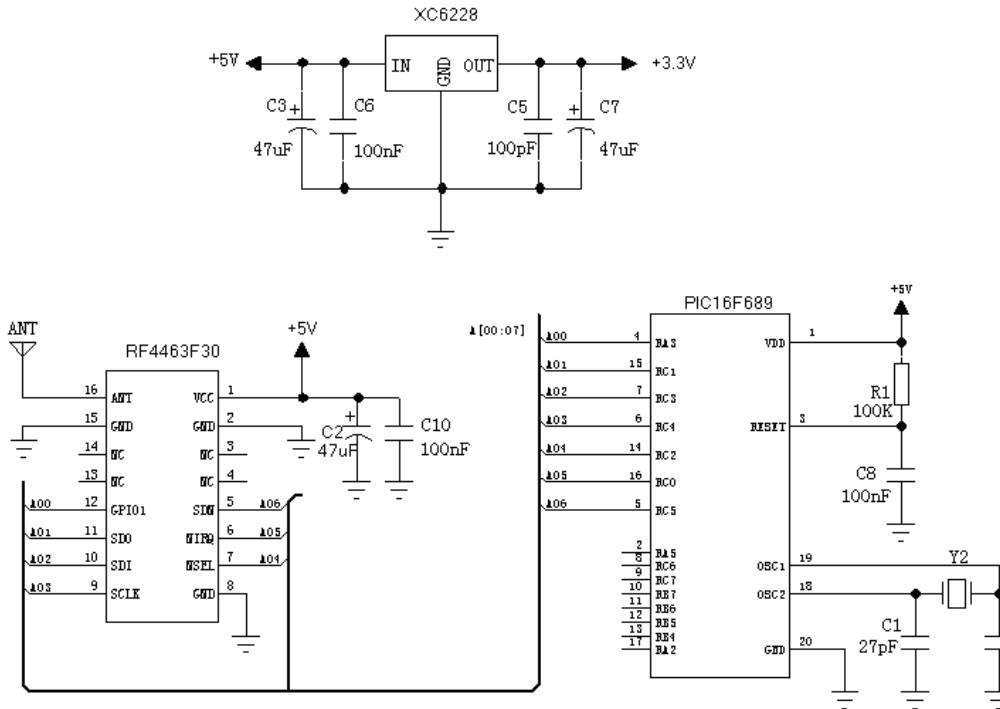 XC6228
+5V
IN
GND
OUT
+3.3V
C3
+
47uF
C6
100nF
C5
100pF
+
C7
47uF
ANT
RF4463F30
+5V
16 ANT
15 GND
14 NC
13 NC
A00 12 GPIO1
A01 11 SDO
A02 10 SDI
A03 9 SCLK
VCC 1
GND 2
NC 3
NC 4
SDN 5 A06
NIRQ 6 A05
NSEL 7 A04
GND 8
+
C2
47uF
C10
100nF
A[00:07]
PIC16F689
A00 4 RA3
A01 15 RC1
A02 7 RC3
A03 6 RC4
A04 14 RC2
A05 16 RC0
A06 5 RC5
2 RA5
8 RC6
9 RC7
10 RB7
11 RB6
12 RB5
13 RB4
17 RA2
VDD 1
RESET 3
OSC1 19
OSC2 18
GND 20
+5V
R1
100K
C8
100nF
Y2
C1
27pF